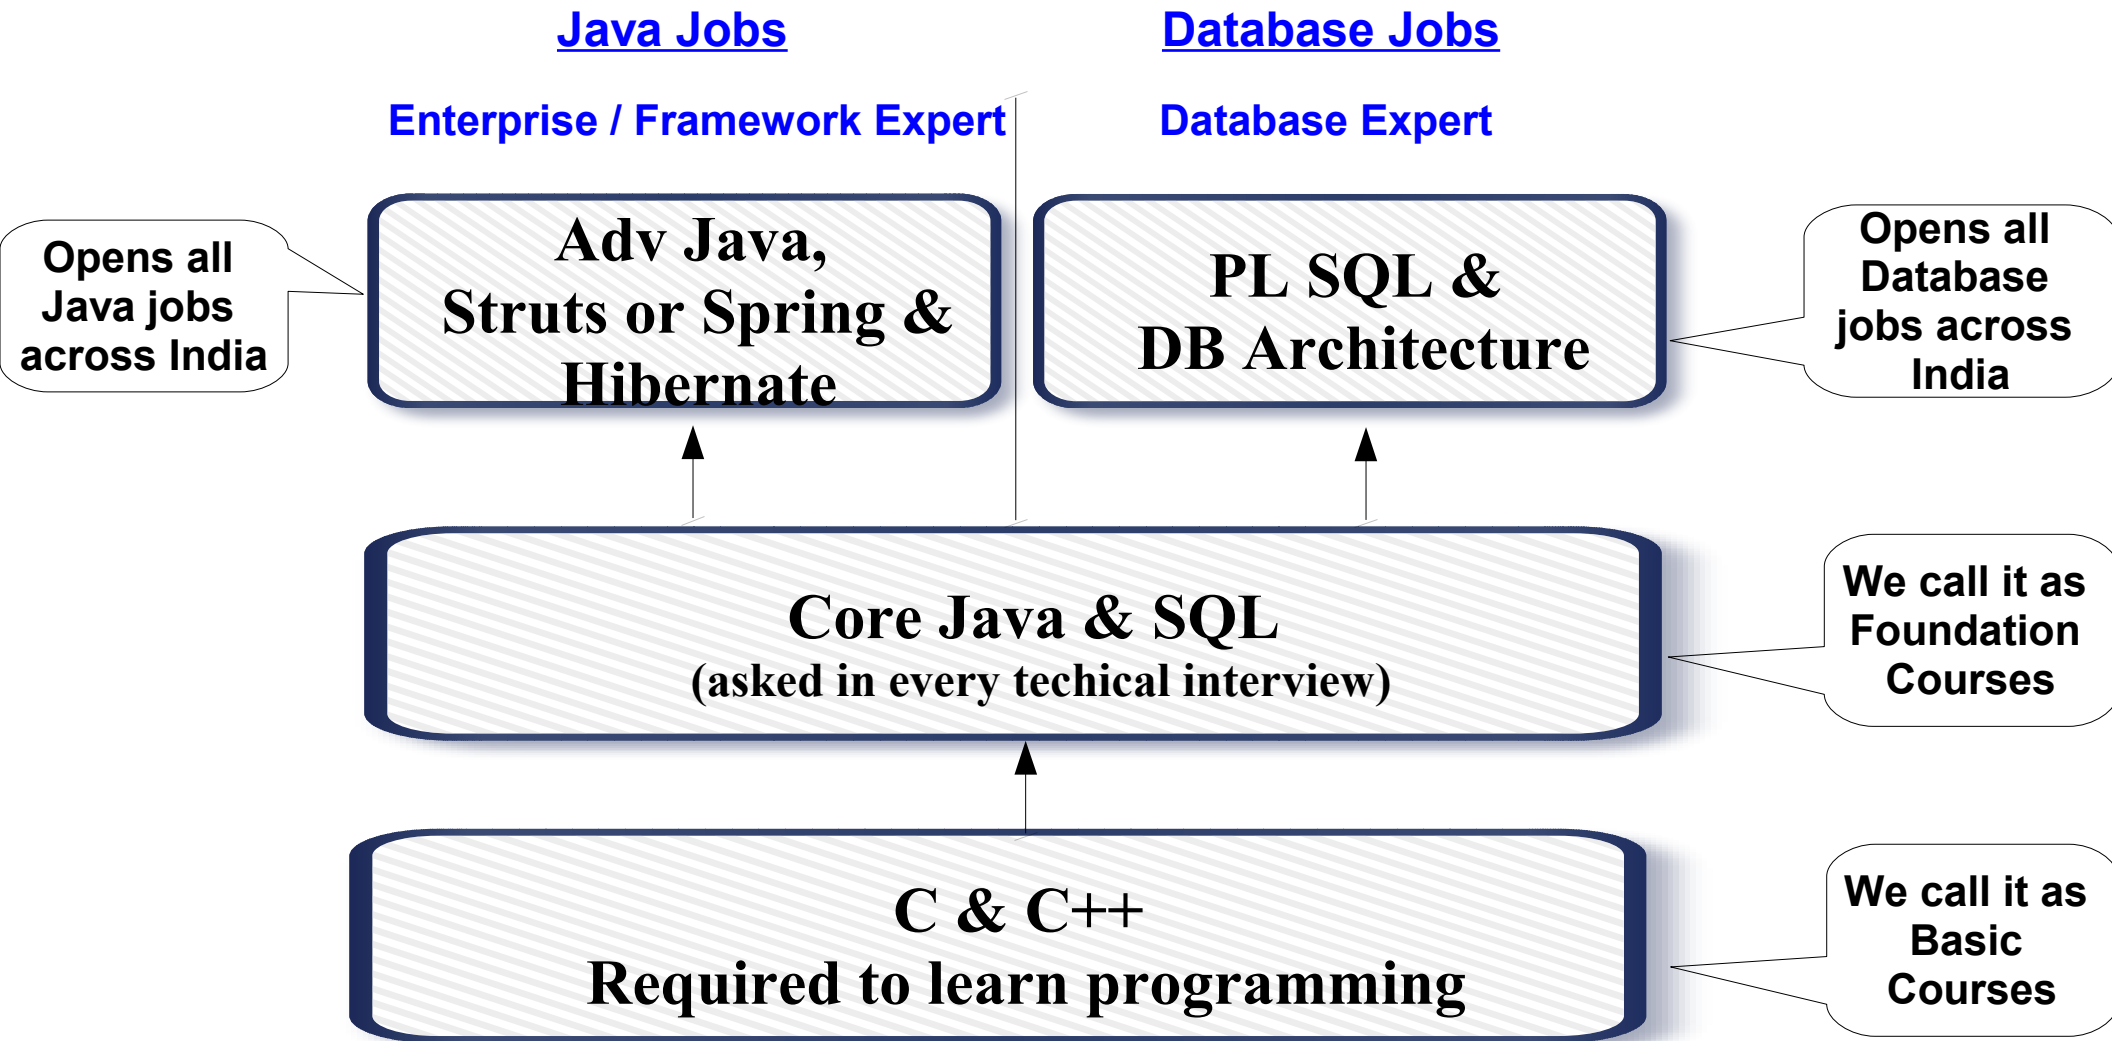 Java Jobs
Database Jobs
Enterprise / Framework Expert
Database Expert
Opens all
Java jobs
across India
Adv Java,
Struts or Spring &
Hibernate
PL SQL &
DB Architecture
Opens all
Database
jobs across
India
Core Java & SQL
(asked in every techical interview)
We call it as
Foundation
Courses
C & C++
Required to learn programming
We call it as
Basic
Courses